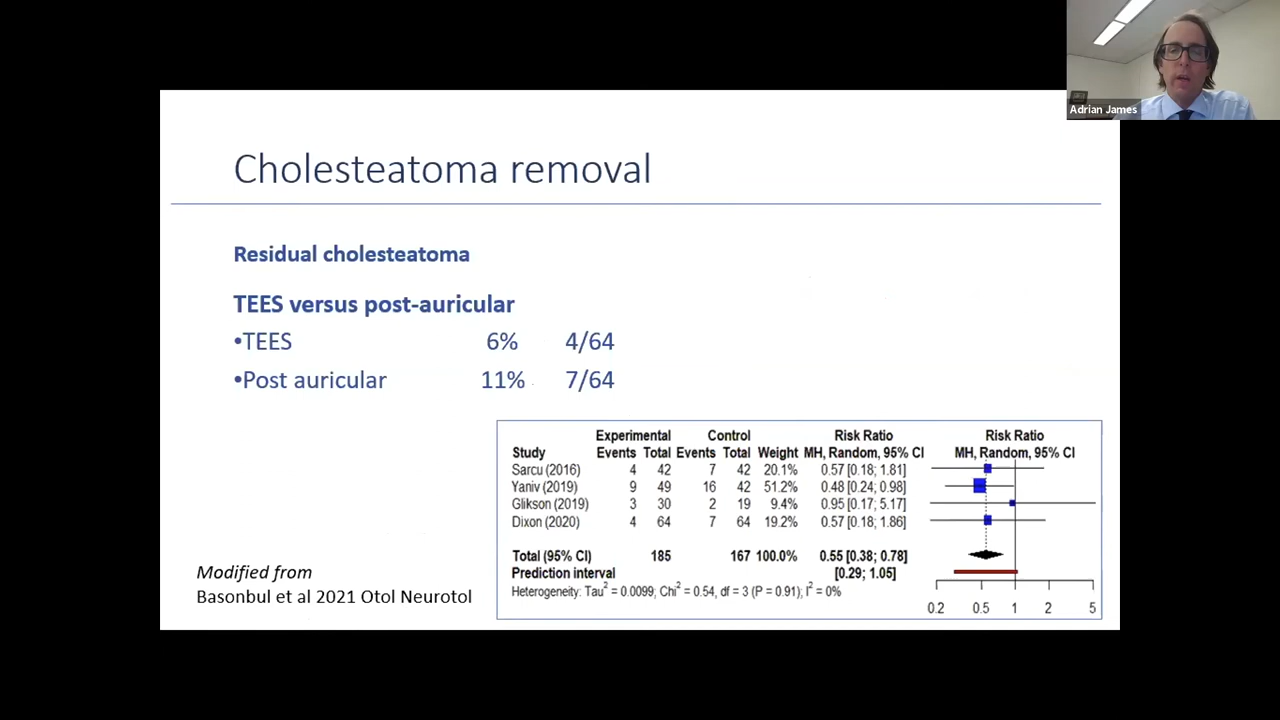 Adrian James
Cholesteatoma removal
Residual cholesteatoma
TEES versus post-auricular
•TEES 6% 4/64
•Post auricular 11% 7/64
Experimental Control Risk Ratio Risk Ratio
Study Events Total Events Total Weight MH, Random, 95% CI MH, Random, 95% CI
Sarcu (2016) 4 42 7 42 20.1% 0.57 [0.18; 1.81]
Yaniv (2019) 9 49 16 42 51.2% 0.48 [0.24; 0.98]
Glikson (2019) 3 30 2 19 9.4% 0.95 [0.17; 5.17]
Dixon (2020) 4 64 7 64 19.2% 0.57 [0.18; 1.86]
Total (95% CI) 185 167 100.0% 0.55 [0.38; 0.78]
Prediction interval [0.29; 1.05]
Heterogeneity: Tau² = 0.0099; Chi² = 0.54, df = 3 (P = 0.91); I² = 0%
0.2 0.5 1 2 5
Modified from
Basonbul et al 2021 Otol Neurotol